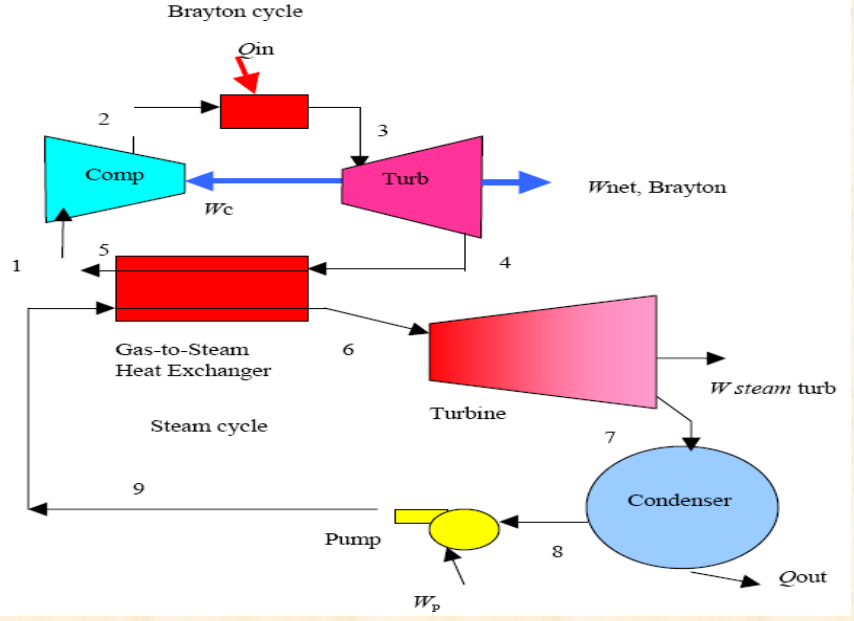 Brayton cycle
Qin
2
3
Comp
Turb
Wnet, Brayton
Wc
1
5
4
Gas-to-Steam
Heat Exchanger
6
W steam turb
Turbine
Steam cycle
7
9
Condenser
Pump
8
Qout
Wp